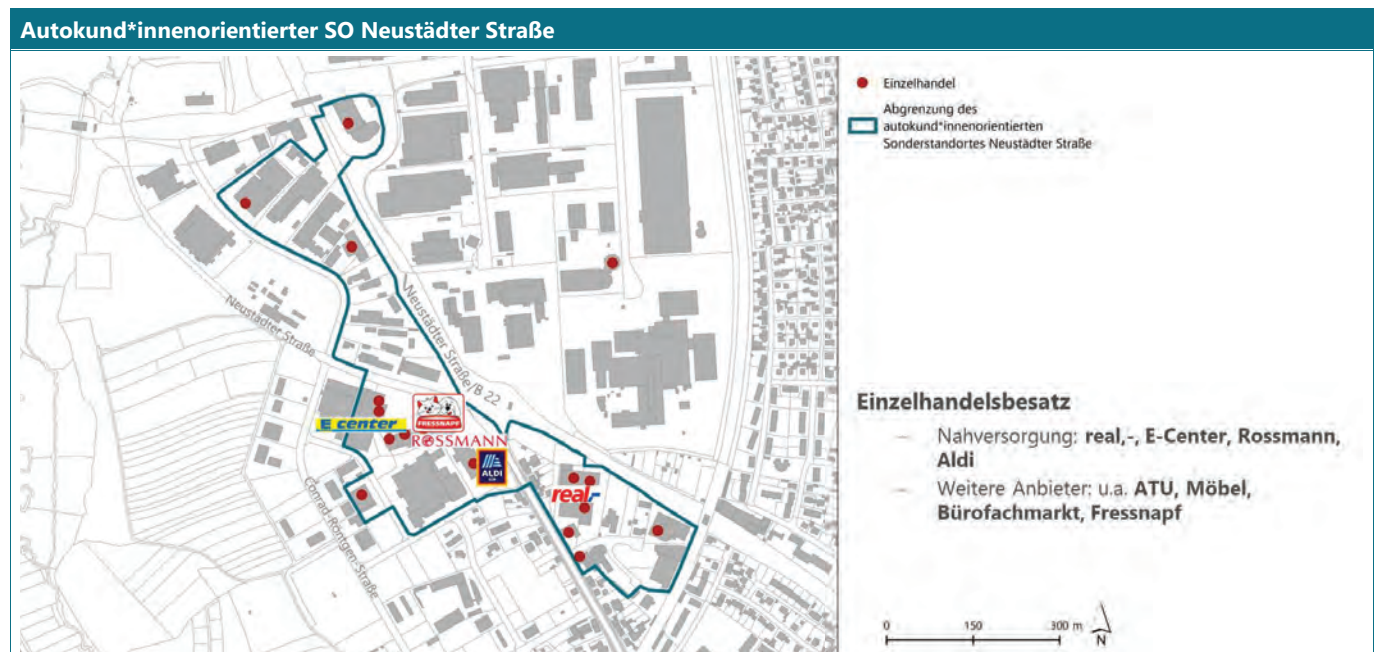 Autokund*innenorientierter SO Neustädter Straße
Einzelhandel
Abgrenzung des
autokund*innenorientierten
Sonderstandortes Neustädter Straße
Neustädter Straße
Neustädter Straße/B 22
E center
FRESSNAPF
ROSSMANN
ALDI
real,-
Conrad-Röntgen-Straße
Einzelhandelsbesatz
— Nahversorgung: real,-, E-Center, Rossmann,
Aldi
— Weitere Anbieter: u.a. ATU, Möbel,
Bürofachmarkt, Fressnapf
0 150 300 m
N